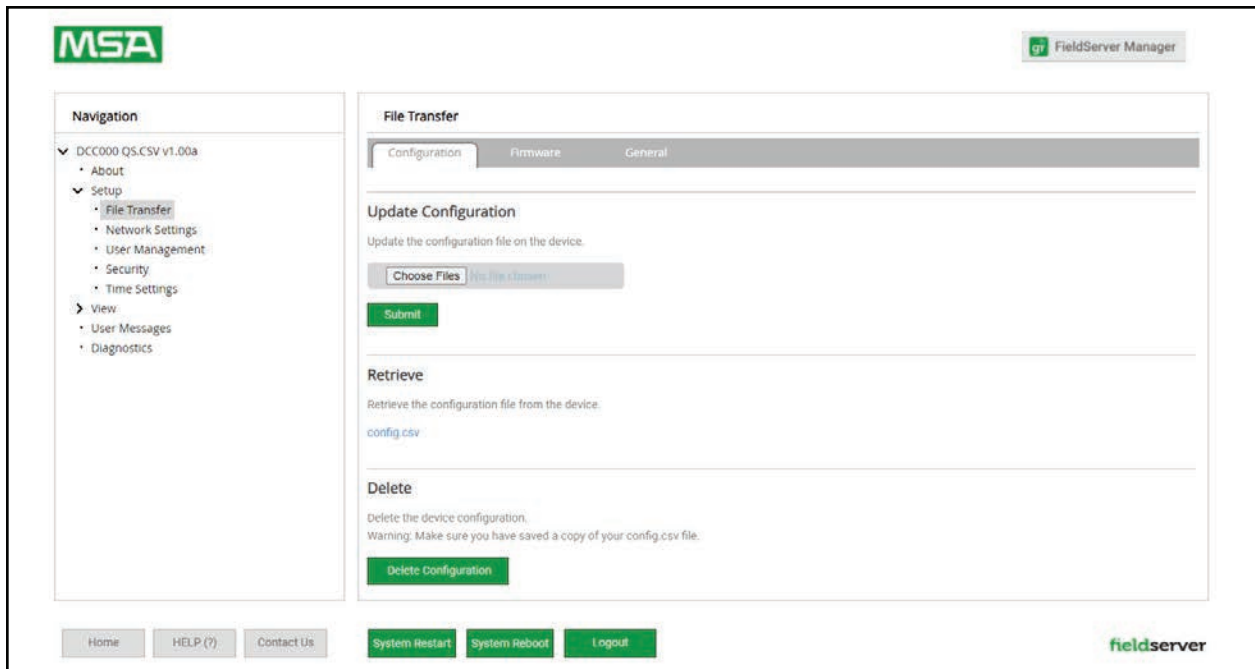 MSA
FieldServer Manager
Navigation
DCC000 QS.CSV v1.00a
About
Setup
File Transfer
Network Settings
User Management
Security
Time Settings
View
User Messages
Diagnostics
File Transfer
Configuration Firmware General
Update Configuration
Update the configuration file on the device.
Choose Files No file chosen
Submit
Retrieve
Retrieve the configuration file from the device.
config.csv
Delete
Delete the device configuration.
Warning: Make sure you have saved a copy of your config.csv file.
Delete Configuration
Home HELP (?) Contact Us System Restart System Reboot Logout
fieldserver